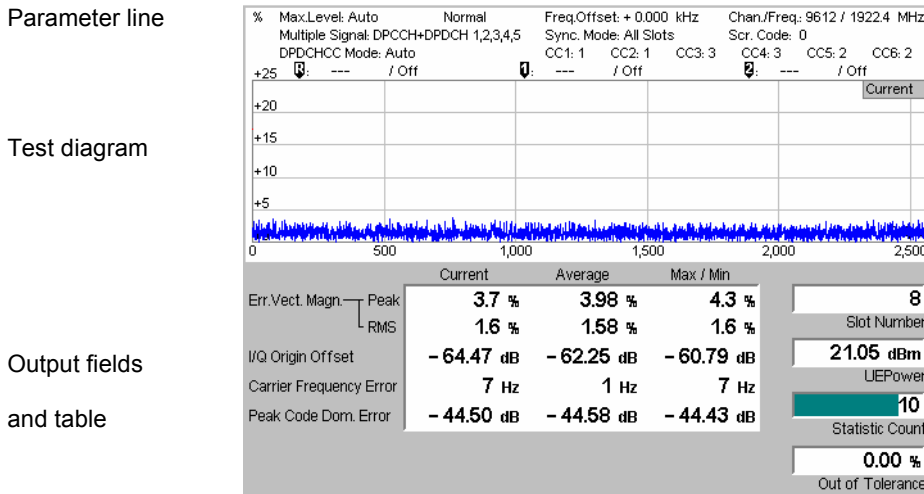 Parameter line
% Max.Level: Auto Normal Freq.Offset: + 0.000 kHz Chan./Freq.: 9612 / 1922.4 MHz
Multiple Signal: DPCCH+DPDCH 1,2,3,4,5 Sync. Mode: All Slots Scr. Code: 0
DPDCHCC Mode: Auto CC1: 1 CC2: 1 CC3: 3 CC4: 3 CC5: 2 CC6: 2
R: --- / Off 1: --- / Off 2: --- / Off
+25
Current
+20
Test diagram
+15
+10
+5
0 500 1,000 1,500 2,000 2,500
Current Average Max / Min
Err.Vect. Magn. Peak 3.7 % 3.98 % 4.3 % 8
RMS 1.6 % 1.58 % 1.6 % Slot Number
Output fields
I/Q Origin Offset - 64.47 dB - 62.25 dB - 60.79 dB 21.05 dBm
UEPower
Carrier Frequency Error 7 Hz 1 Hz 7 Hz
and table
Peak Code Dom. Error - 44.50 dB - 44.58 dB - 44.43 dB 10
Statistic Count
0.00 %
Out of Tolerance